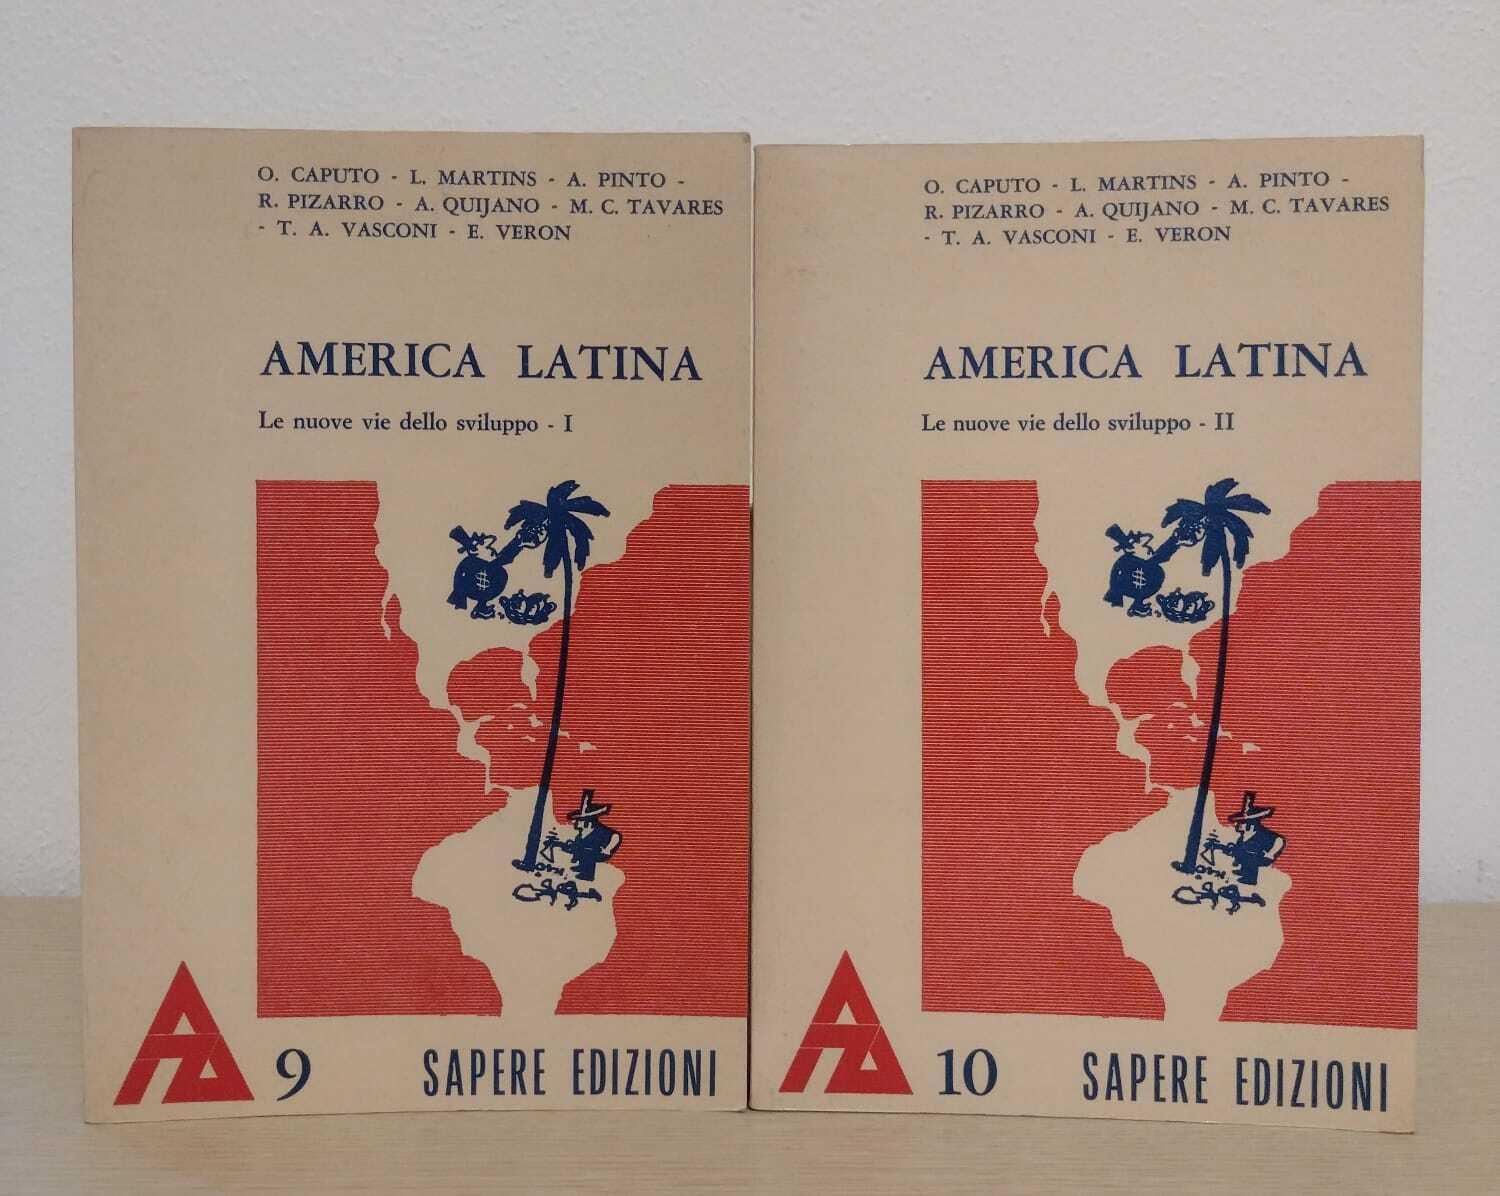 O. CAPUTO - L. MARTINS - A. PINTO -
R. PIZARRO - A. QUIJANO - M. C. TAVARES
- T. A. VASCONI - E. VERON
AMERICA LATINA
Le nuove vie dello sviluppo - I
$
9
SAPERE EDIZIONI
O. CAPUTO - L. MARTINS - A. PINTO -
R. PIZARRO - A. QUIJANO - M. C. TAVARES
- T. A. VASCONI - E. VERON
AMERICA LATINA
Le nuove vie dello sviluppo - II
$
10
SAPERE EDIZIONI